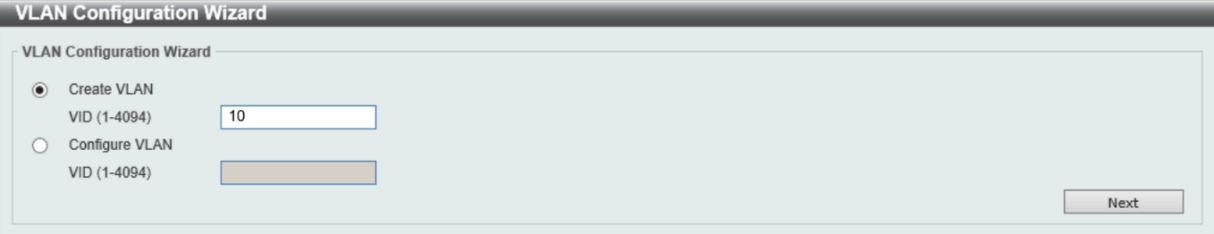 VLAN Configuration Wizard
VLAN Configuration Wizard
Create VLAN
VID (1-4094) 10
Configure VLAN
VID (1-4094)
Next